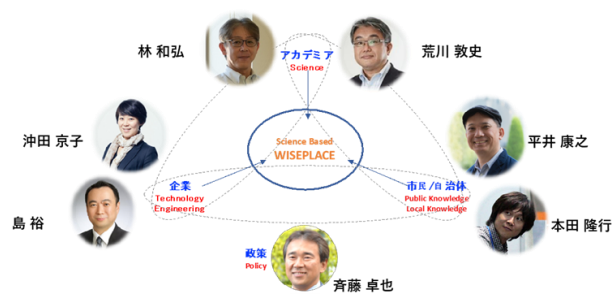 林 和弘
アカデミア
Science
荒川 敦史
沖田 京子
Science Based
WISEPLACE
平井 康之
企業
Technology
Engineering
市民/自治体
Public Knowledge
Local Knowledge
島 裕
本田 隆行
政策
Policy
斉藤 卓也